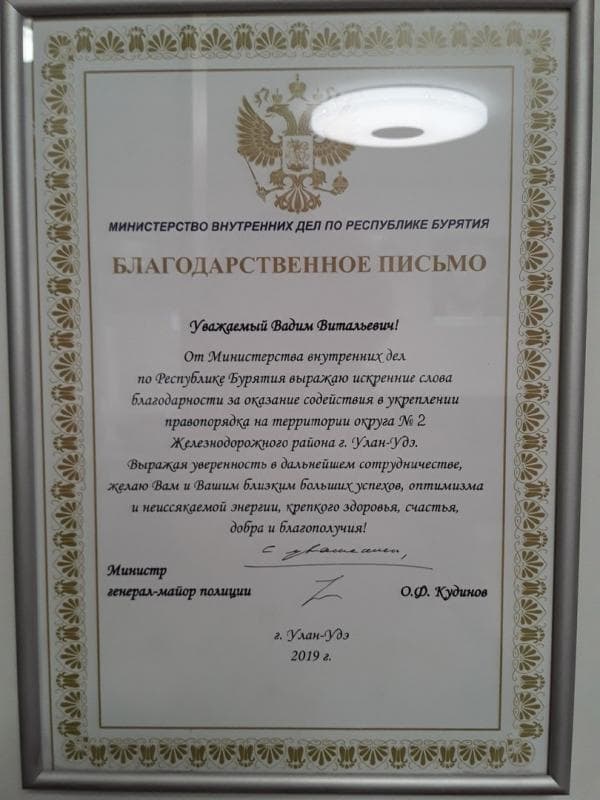 МИНИСТЕРСТВО ВНУТРЕННИХ ДЕЛ ПО РЕСПУБЛИКЕ БУРЯТИЯ
БЛАГОДАРСТВЕННОЕ ПИСЬМО
Уважаемый Вадим Витальевич!
От Министерства внутренних дел
по Республике Бурятия выражаю искренние слова
благодарности за оказание содействия в укреплении
правопорядка на территории округа № 2
Железнодорожного района г. Улан-Удэ.
Выражая уверенность в дальнейшем сотрудничестве,
желаю Вам и Вашим близким больших успехов, оптимизма
и неиссякаемой энергии, крепкого здоровья, счастья,
добра и благополучия!
с уважением,
Министр
генерал-майор полиции О.Ф. Кудинов
г. Улан-Удэ
2019 г.